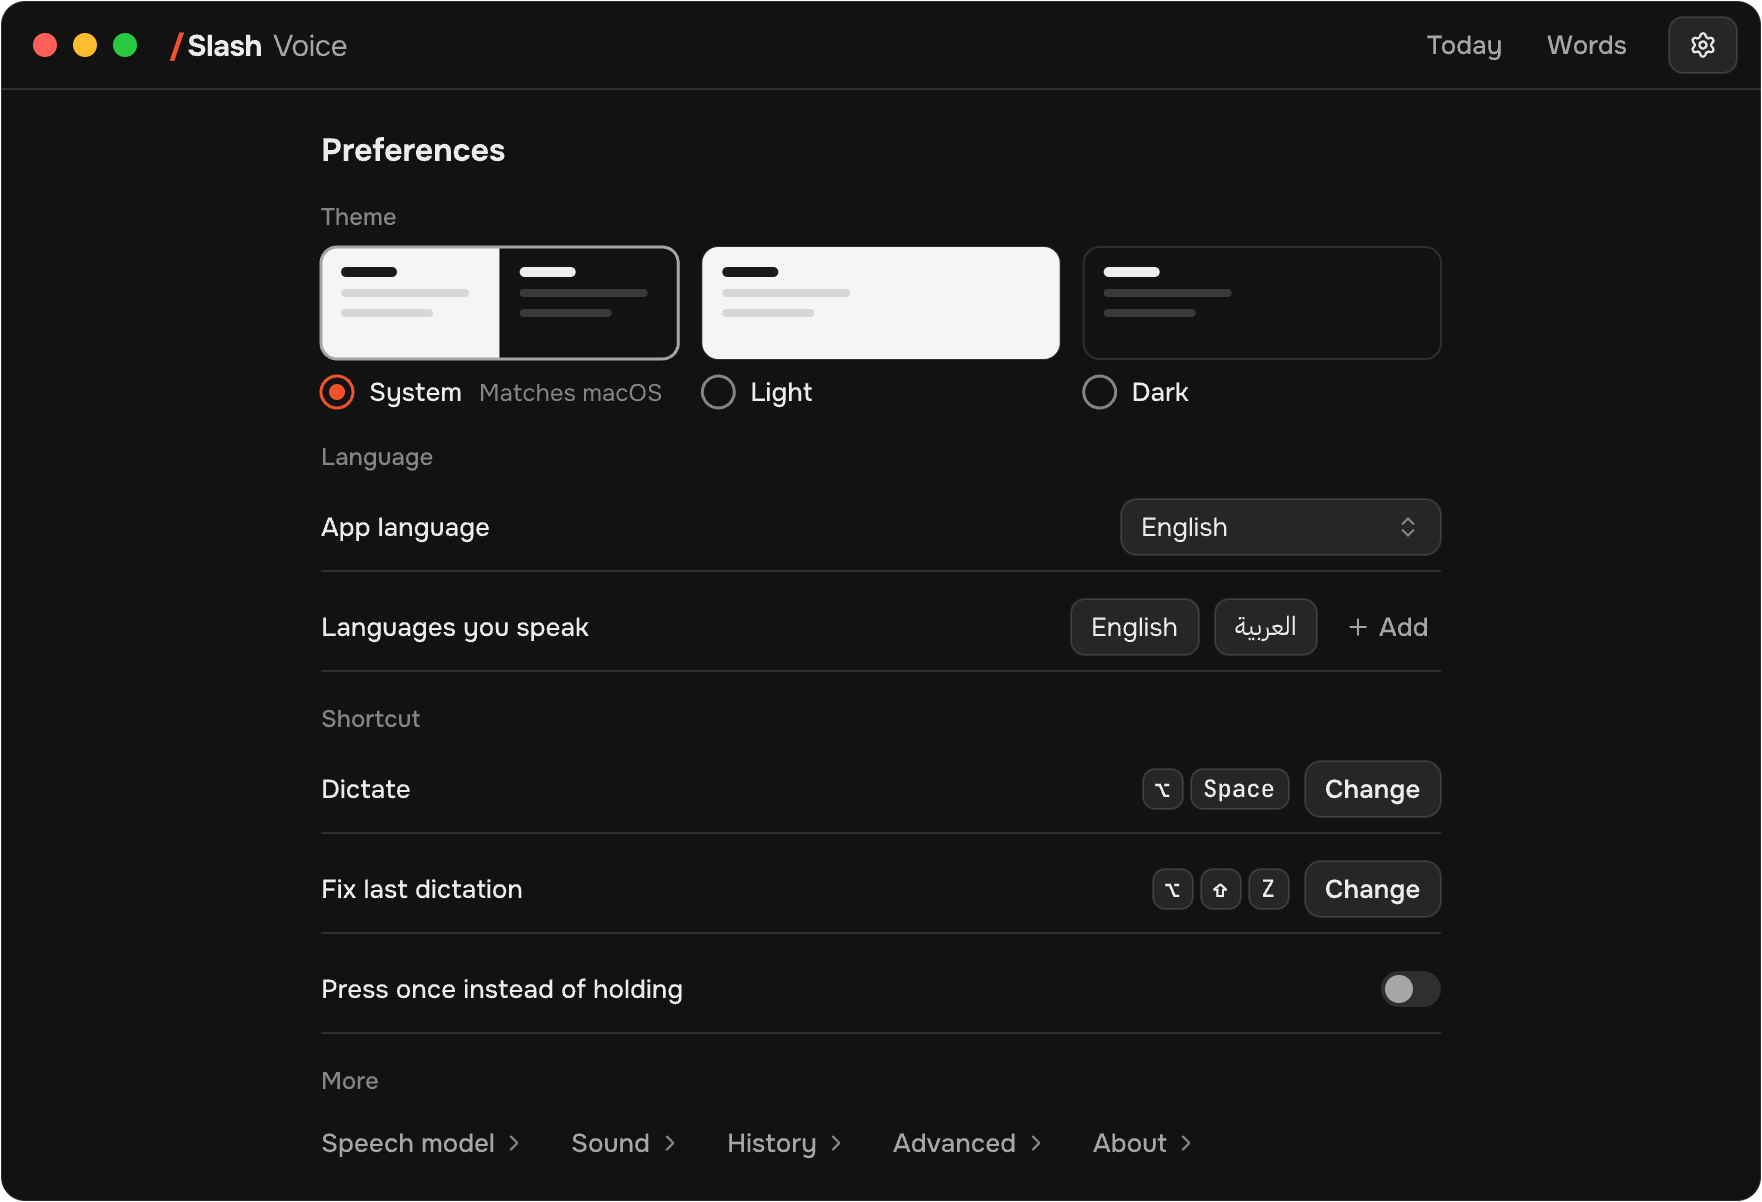 /Slash Voice
Today Words
Preferences
Theme
System Matches macOS Light Dark
Language
App language English
Languages you speak English العربية + Add
Shortcut
Dictate ⌥ Space Change
Fix last dictation ⌥ ⇧ Z Change
Press once instead of holding
More
Speech model > Sound > History > Advanced > About >